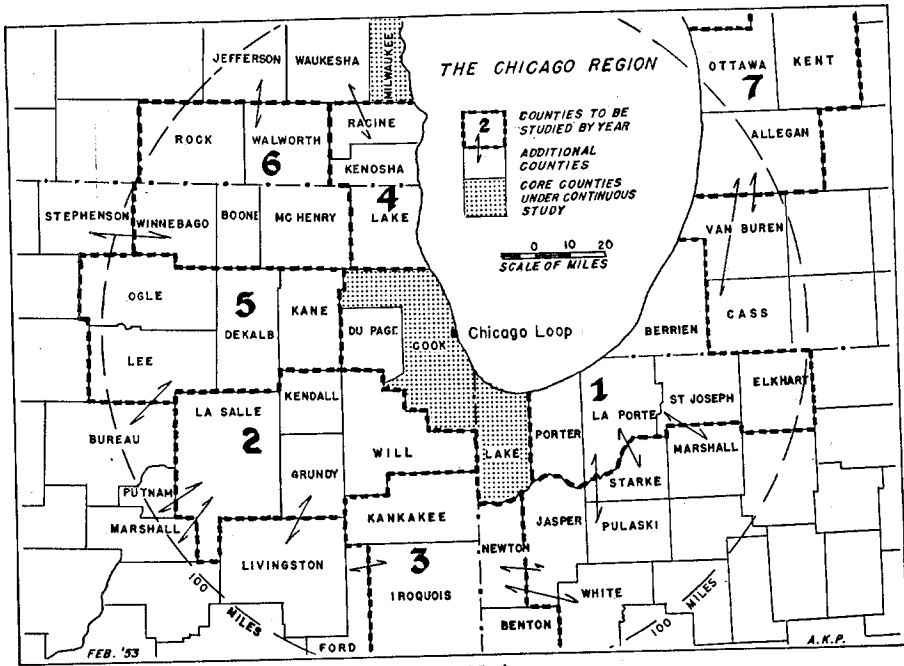 JEFFERSON
WAUKESHA
MILWAUKEE
THE CHICAGO REGION
OTTAWA
KENT
7
2
COUNTIES TO BE
STUDIED BY YEAR
ADDITIONAL
COUNTIES
CORE COUNTIES
UNDER CONTINUOUS
STUDY
0 10 20
SCALE OF MILES
ROCK
WALWORTH
6
RACINE
KENOSHA
ALLEGAN
STEPHENSON
WINNEBAGO
BOONE
MC HENRY
4
LAKE
VAN BUREN
OGLE
5
DEKALB
KANE
DU PAGE
COOK
Chicago Loop
BERRIEN
CASS
LEE
KENDALL
1
LA PORTE
ST JOSEPH
ELKHART
BUREAU
LA SALLE
2
WILL
LAKE
PORTER
MARSHALL
STARKE
PUTNAM
GRUNDY
KANKAKEE
JASPER
PULASKI
MARSHALL
LIVINGSTON
3
IROQUOIS
NEWTON
WHITE
BENTON
100 MILES
100 MILES
FORD
FEB. '53
A.K.P.